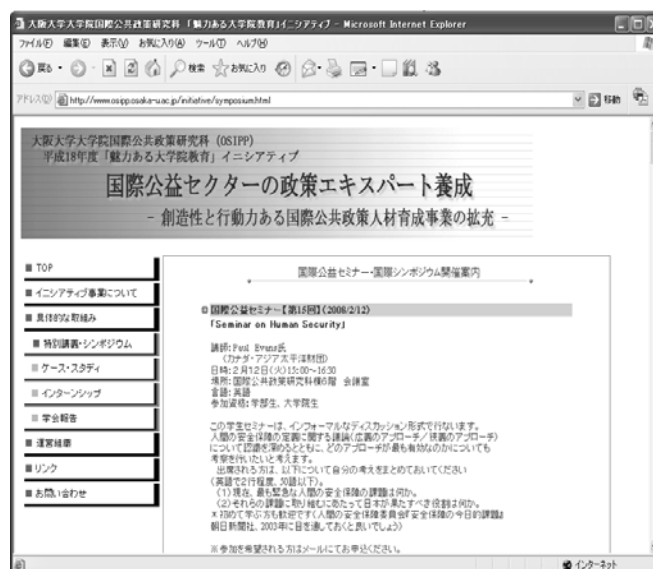 大阪大学大学院国際公共政策研究科 「魅力ある大学院教育」イニシアティブ - Microsoft Internet Explorer
ファイル(F) 編集(E) 表示(V) お気に入り(A) ツール(T) ヘルプ(H)
戻る 検索 お気に入り
アドレス(D) http://www.osipp.osaka-u.ac.jp/initiative/symposium.html 移動
大阪大学大学院国際公共政策研究科 (OSIPP)
平成18年度「魅力ある大学院教育」イニシアティブ
国際公益セクターの政策エキスパート養成
- 創造性と行動力ある国際公共政策人材育成事業の拡充 -
■ TOP
■ イニシアティブ事業について
■ 具体的な取組み
■ 特別講義・シンポジウム
■ ケース・スタディ
■ インターンシップ
■ 学会報告
■ 運営組織
■ リンク
■ お問い合わせ
国際公益セミナー・国際シンポジウム開催案内
国際公益セミナー【第15回】(2008/2/12)
「Seminar on Human Security」
講師:Paul Evans氏
(カナダ・アジア太平洋財団)
日時:2月12日(火)15:00~16:30
場所:国際公共政策研究科棟6階 会議室
言語:英語
参加資格:学部生、大学院生
この学生セミナーは、インフォーマルなディスカッション形式で行ないます。
人間の安全保障の定義に関する議論(広義のアプローチ/狭義のアプローチ)
について認識を深めるとともに、どのアプローチが最も有効なのかについても
考察を行いたいと考えます。
出席される方は、以下について自分の考えをまとめておいてください
(英語で2行程度、50語以下)。
(1)現在、最も緊急な人間の安全保障の課題は何か。
(2)それらの課題に取り組むにあたって日本が果たすべき役割は何か。
*初めて学ぶ方も歓迎です(人間の安全保障委員会『安全保障の今日的課題』
朝日新聞社、2003年に目を通しておくと良いでしょう)
※参加を希望される方はメールにてお申込ください。
インターネット